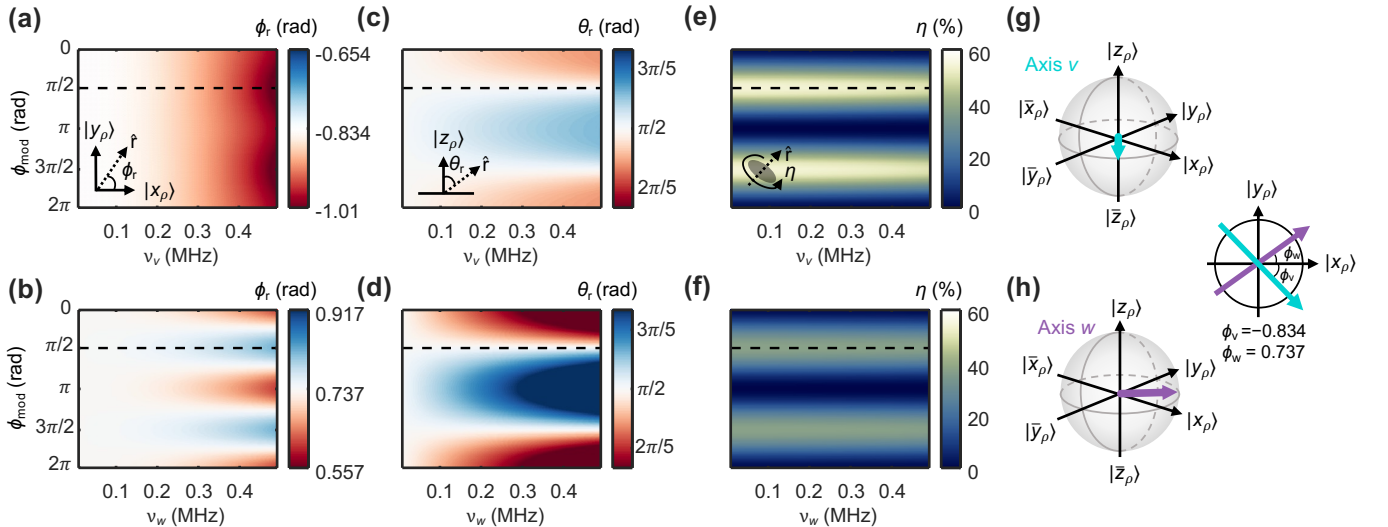 (a)
ϕr (rad)
0
π/2
π
3π/2
2π
ϕmod (rad)
|yρ⟩
r̂
ϕr
|xρ⟩
-0.654
-0.834
-1.01
0.1 0.2 0.3 0.4
νv (MHz)
(c)
θr (rad)
|zρ⟩
θr
r̂
3π/5
π/2
2π/5
0.1 0.2 0.3 0.4
νv (MHz)
(e)
η (%)
r̂
η
60
40
20
0
0.1 0.2 0.3 0.4
νv (MHz)
(g)
Axis v
|zρ⟩
|x̄ρ⟩
|yρ⟩
|ȳρ⟩
|xρ⟩
|z̄ρ⟩
|yρ⟩
|xρ⟩
ϕw
ϕv
ϕv =−0.834
ϕw = 0.737
(b)
ϕr (rad)
0
π/2
π
3π/2
2π
ϕmod (rad)
0.917
0.737
0.557
0.1 0.2 0.3 0.4
νw (MHz)
(d)
θr (rad)
3π/5
π/2
2π/5
0.1 0.2 0.3 0.4
νw (MHz)
(f)
η (%)
60
40
20
0
0.1 0.2 0.3 0.4
νw (MHz)
(h)
Axis w
|zρ⟩
|x̄ρ⟩
|yρ⟩
|ȳρ⟩
|xρ⟩
|z̄ρ⟩